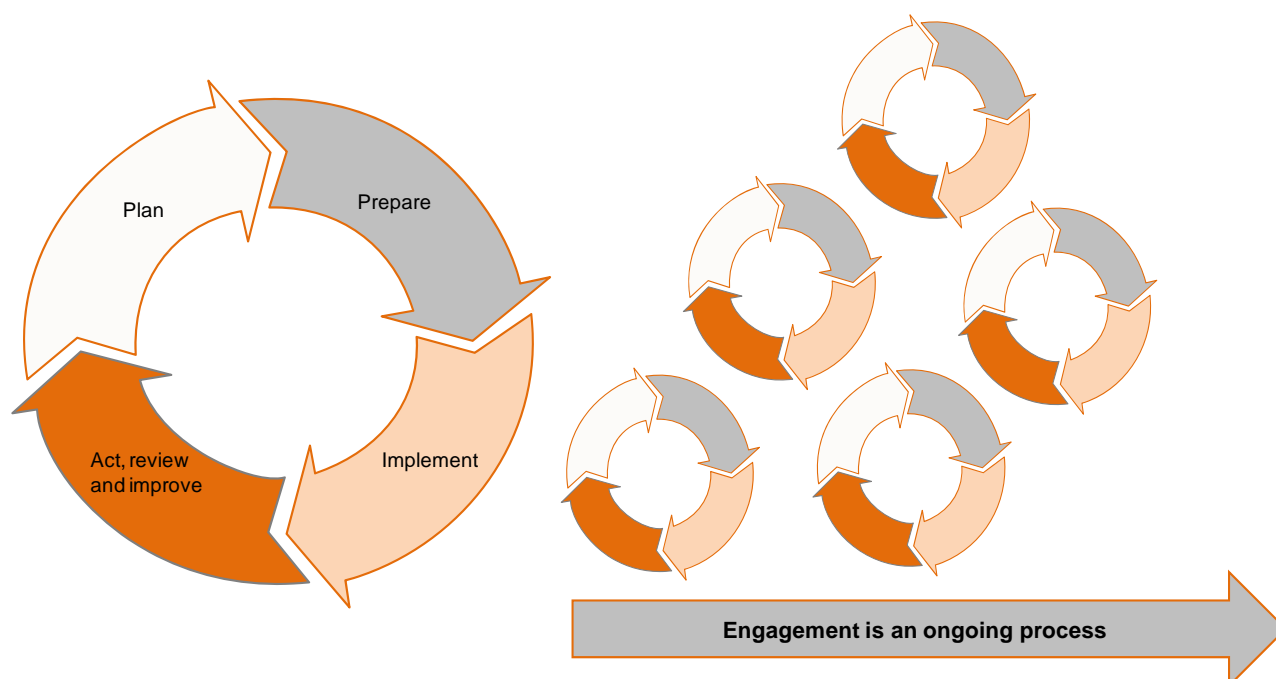 Plan
Prepare
Act, review
and improve
Implement
Engagement is an ongoing process